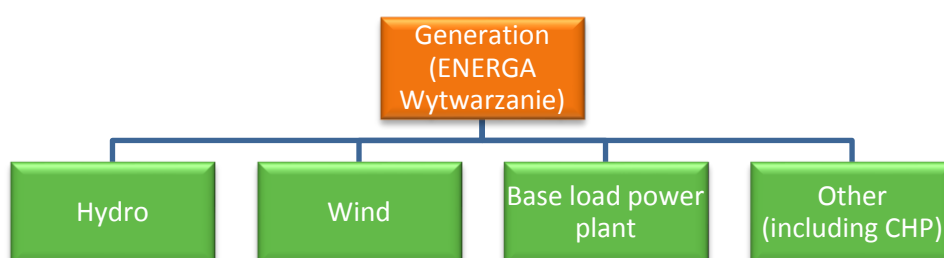 Generation
(ENERGA
Wytwarzanie)
Hydro
Wind
Base load power
plant
Other
(including CHP)